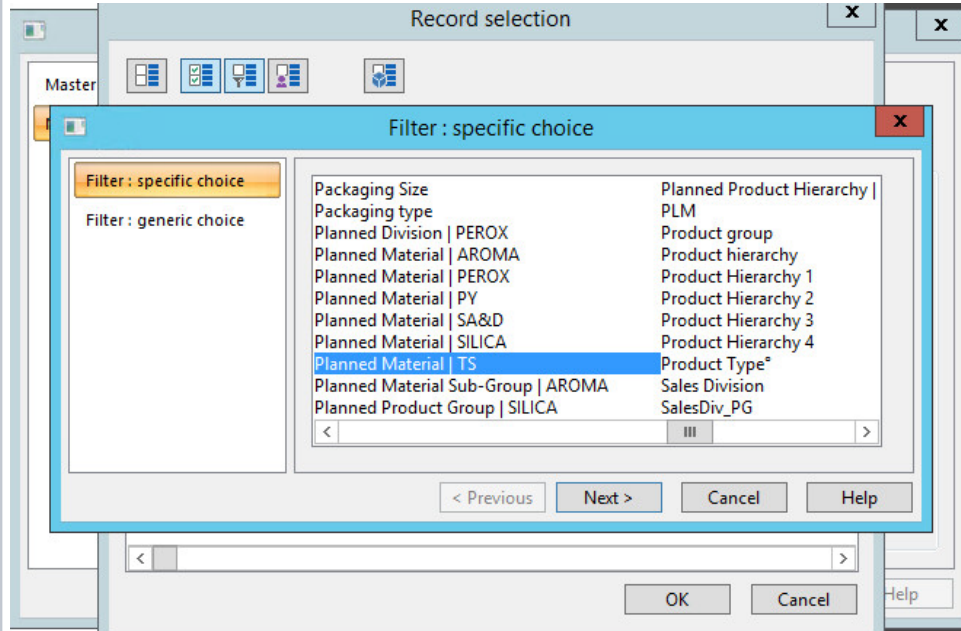 Record selection
x
x
Master
Filter : specific choice
x
Filter : specific choice
Filter : generic choice
Packaging Size
Packaging type
Planned Division | PEROX
Planned Material | AROMA
Planned Material | PEROX
Planned Material | PY
Planned Material | SA&D
Planned Material | SILICA
Planned Material | TS
Planned Material Sub-Group | AROMA
Planned Product Group | SILICA
Planned Product Hierarchy |
PLM
Product group
Product hierarchy
Product Hierarchy 1
Product Hierarchy 2
Product Hierarchy 3
Product Hierarchy 4
Product Type°
Sales Division
SalesDiv_PG
< Previous
Next >
Cancel
Help
OK
Cancel
Help